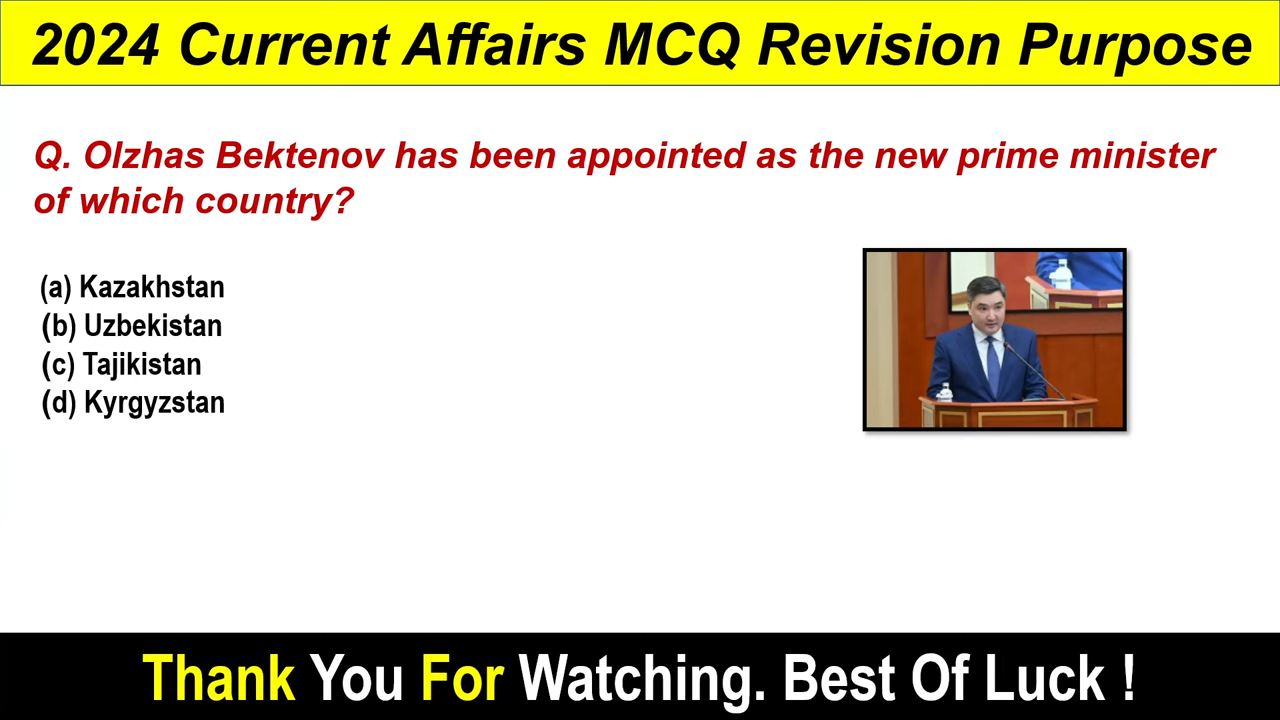 2024 Current Affairs MCQ Revision Purpose
Q. Olzhas Bektenov has been appointed as the new prime minister
of which country?
(a) Kazakhstan
(b) Uzbekistan
(c) Tajikistan
(d) Kyrgyzstan
Thank You For Watching. Best Of Luck !